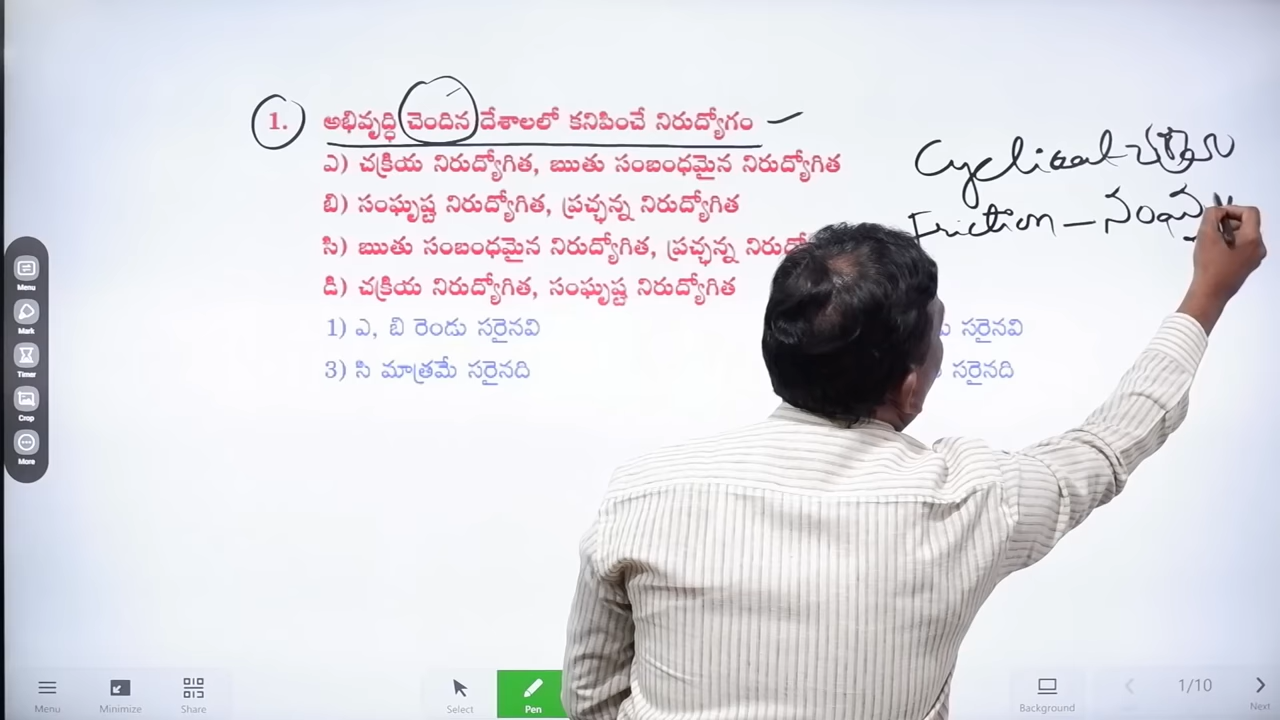 1. అభివృద్ధి చెందిన దేశాలలో కనిపించే నిరుద్యోగం
ఎ) చక్రియ నిరుద్యోగిత, ఋతు సంబంధమైన నిరుద్యోగిత
బి) సంఘృష్ట నిరుద్యోగిత, ప్రచ్ఛన్న నిరుద్యోగిత
సి) ఋతు సంబంధమైన నిరుద్యోగిత, ప్రచ్ఛన్న
డి) చక్రియ నిరుద్యోగిత, సంఘృష్ట నిరుద్యోగిత
1) ఎ, బి రెండు సరైనవి
సరైనవి
3) సి మాత్రమే సరైనది
సరైనది
Cyclical -
Friction -
Menu
Mark
Timer
Crop
More
Menu
Minimize
Share
Select
Pen
Background
1/10
Next